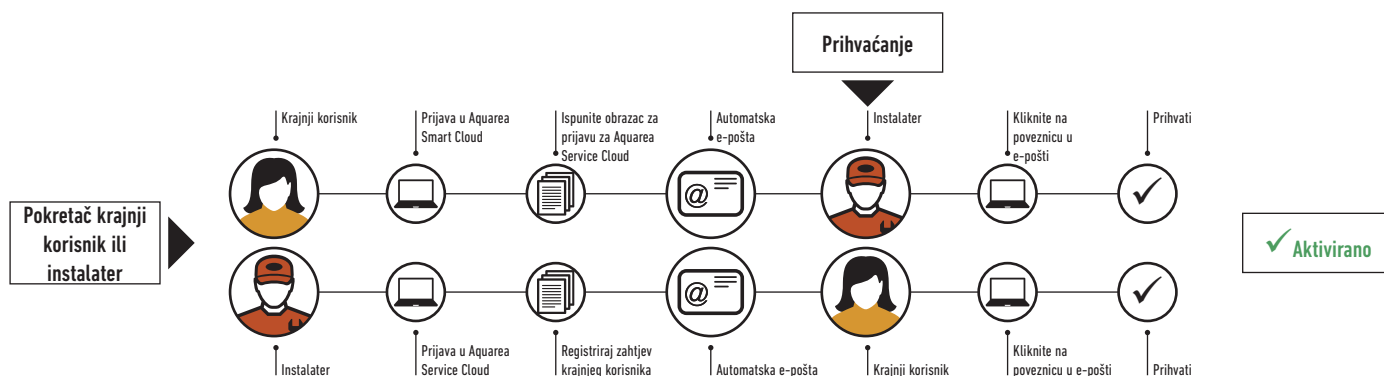 Prihvaćanje
Krajnji korisnik
Prijava u Aquarea
Smart Cloud
Ispunite obrazac za
prijavu za Aquarea
Service Cloud
Automatska
e-pošta
Instalater
Kliknite na
poveznicu u
e-pošti
Prihvati
@
Pokretač krajnji
korisnik ili
instalater
Aktivirano
@
Instalater
Prijava u Aquarea
Service Cloud
Registriraj zahtjev
krajnjeg korisnika
Automatska e-pošta
Krajnji korisnik
Kliknite na
poveznicu u e-pošti
Prihvati